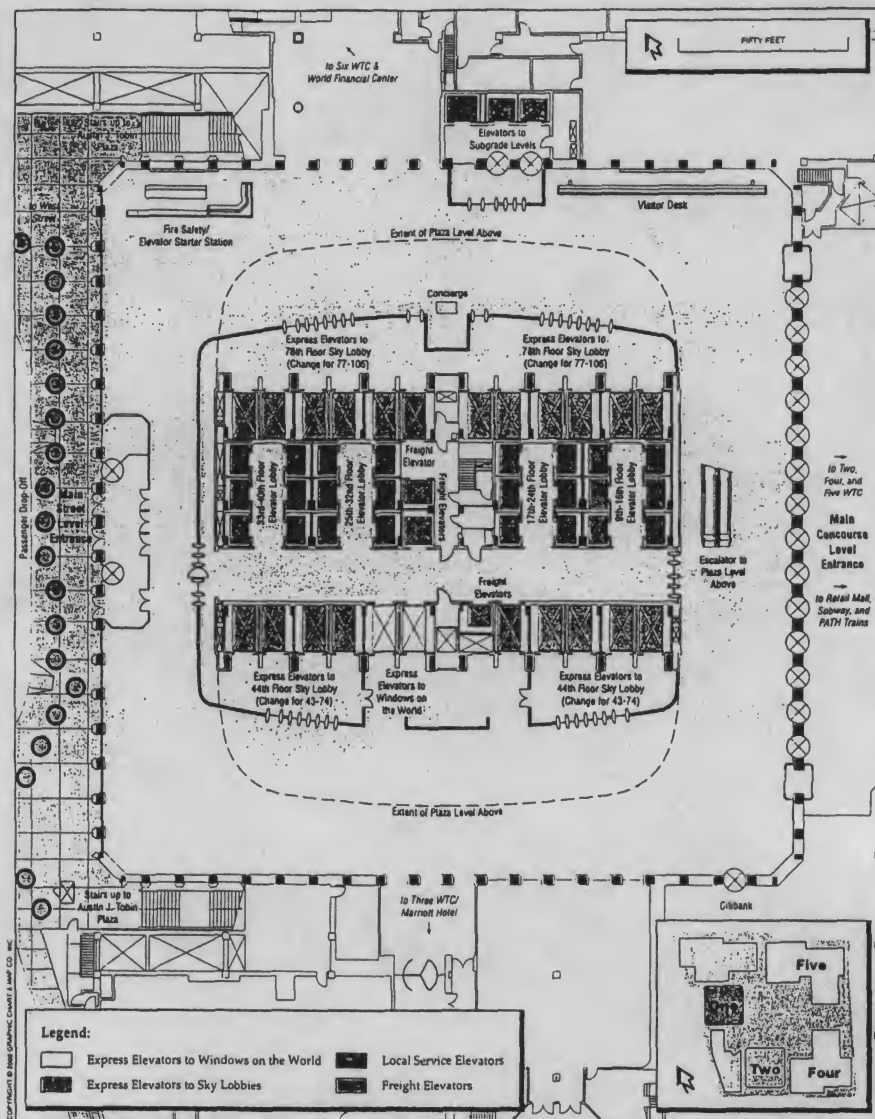 FIFTY FEET
to Six WTC &
World Financial Center
Stairs up to
Austin J. Tobin
Plaza
Elevators to
Subgrade Levels
to West
Street
Fire Safety/
Elevator Starter Station
Visitor Desk
Extent of Plaza Level Above
Concierge
Express Elevators to
78th Floor Sky Lobby
(Change for 77-106)
Express Elevators to
78th Floor Sky Lobby
(Change for 77-106)
33rd-40th Floor
Elevator Lobby
25th-32nd Floor
Elevator Lobby
Freight
Elevator
Freight Elevators
17th-24th Floor
Elevator Lobby
9th-16th Floor
Elevator Lobby
Passenger Drop-Off
Main
Street
Level
Entrance
to Two,
Four, and
Five WTC
Main
Concourse
Level
Entrance
to Retail Mall,
Subway, and
PATH Trains
Escalator to
Plaza Level
Above
Freight
Elevators
Express Elevators to
44th Floor Sky Lobby
(Change for 43-74)
Express
Elevators to
Windows on
the World
Express Elevators to
44th Floor Sky Lobby
(Change for 43-74)
Extent of Plaza Level Above
Stairs up to
Austin J. Tobin
Plaza
to Three WTC/
Marriott Hotel
Citibank
Five
Two
Four
Legend:
Express Elevators to Windows on the World
Local Service Elevators
Express Elevators to Sky Lobbies
Freight Elevators
COPYRIGHT © 2000 GRAPHIC CHART & MAP CO. INC